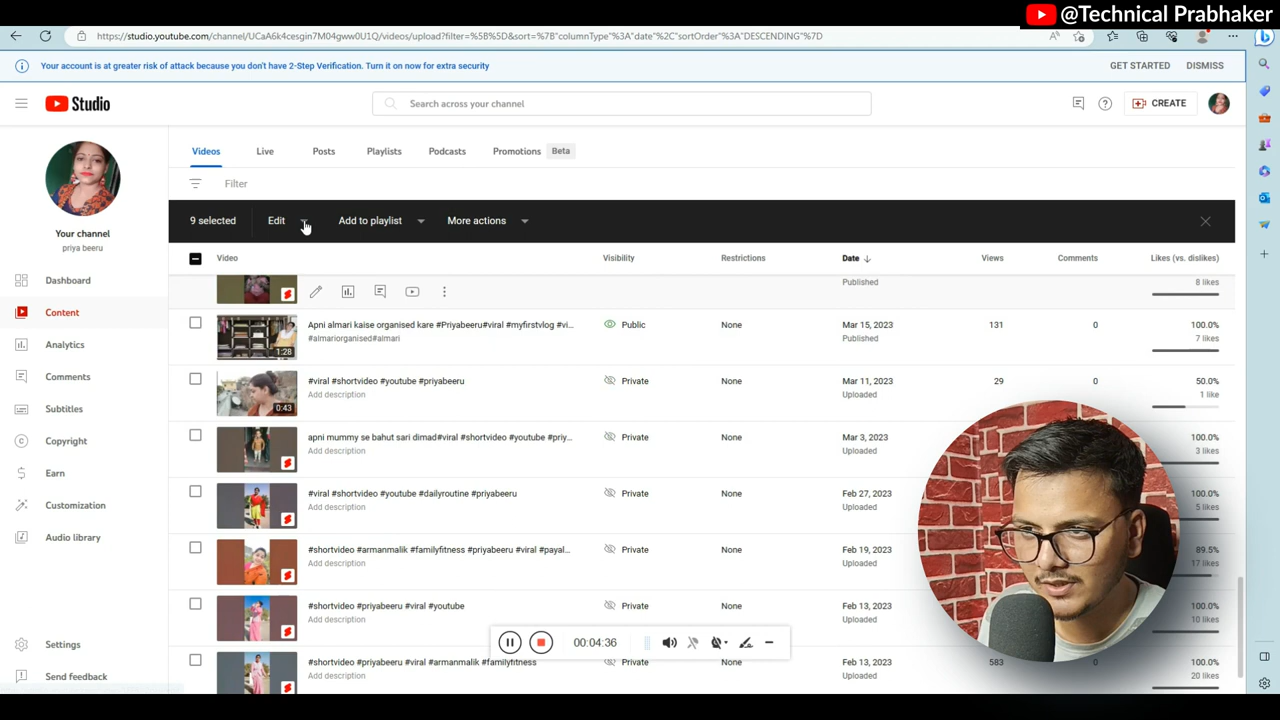 @Technical Prabhaker
https://studio.youtube.com/channel/UCaA6k4cesgin7M04gww0U1Q/videos/upload?filter=%5B%5D&sort=%7B"columnType"%3A"date"%2C"sortOrder"%3A"DESCENDING"%7D
Your account is at greater risk of attack because you don't have 2-Step Verification. Turn it on now for extra security
GET STARTED
DISMISS
Studio
Search across your channel
CREATE
Your channel
priya beeru
Dashboard
Content
Analytics
Comments
Subtitles
Copyright
Earn
Customization
Audio library
Settings
Send feedback
Videos
Live
Posts
Playlists
Podcasts
Promotions
Beta
Filter
9 selected
Edit
Add to playlist
More actions
Video
Visibility
Restrictions
Date
Views
Comments
Likes (vs. dislikes)
Published
8 likes
Apni almari kaise organised kare #Priyabeeru#viral #myfirstvlog #vi...
#almariorganised#almari
1:28
Public
None
Mar 15, 2023
Published
131
0
100.0%
7 likes
#viral #shortvideo #youtube #priyabeeru
Add description
0:43
Private
None
Mar 11, 2023
Uploaded
29
0
50.0%
1 like
apni mummy se bahut sari dimad#viral #shortvideo #youtube #priy...
Add description
Private
None
Mar 3, 2023
Uploaded
100.0%
3 likes
#viral #shortvideo #youtube #dailyroutine #priyabeeru
Add description
Private
None
Feb 27, 2023
Uploaded
100.0%
5 likes
#shortvideo #armanmalik #familyfitness #priyabeeru #viral #payal...
Add description
Private
None
Feb 19, 2023
Uploaded
89.5%
17 likes
#shortvideo #priyabeeru #viral #youtube
Add description
Private
None
Feb 13, 2023
Uploaded
100.0%
10 likes
#shortvideo #priyabeeru #viral #armanmalik #familyfitness
Add description
Private
None
Feb 13, 2023
Uploaded
583
0
100.0%
20 likes
00:04:36